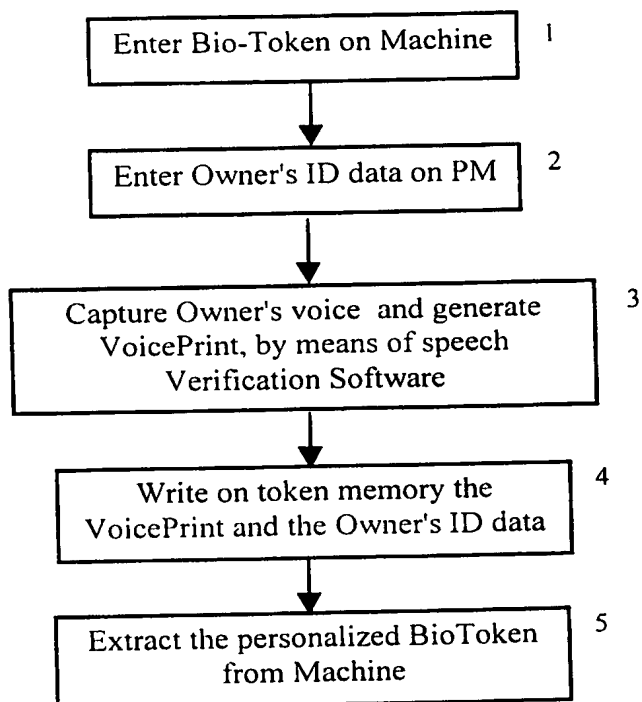 Enter Bio-Token on Machine
1
Enter Owner's ID data on PM
2
Capture Owner's voice and generate
VoicePrint, by means of speech
Verification Software
3
Write on token memory the
VoicePrint and the Owner's ID data
4
Extract the personalized BioToken
from Machine
5